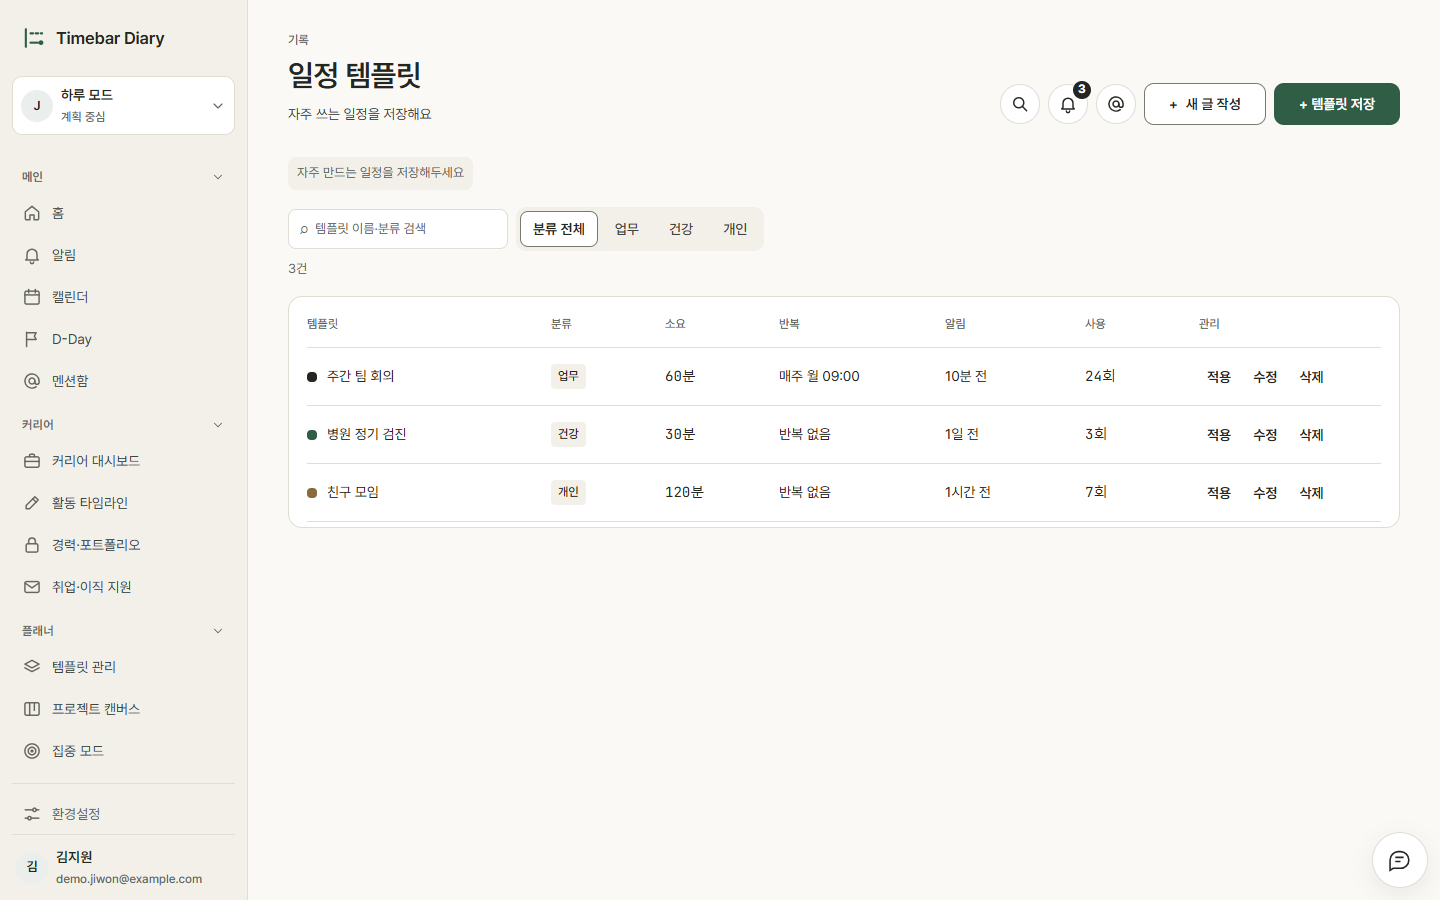 Timebar Diary
J
하루 모드
계획 중심
메인
홈
알림
캘린더
D-Day
멘션함
커리어
커리어 대시보드
활동 타임라인
경력·포트폴리오
취업·이직 지원
플래너
템플릿 관리
프로젝트 캔버스
집중 모드
환경설정
김
김지원
demo.jiwon@example.com
기록
일정 템플릿
자주 쓰는 일정을 저장해요
3
+ 새 글 작성
+ 템플릿 저장
자주 만드는 일정을 저장해두세요
템플릿 이름·분류 검색
분류 전체 업무 건강 개인
3건
템플릿 분류 소요 반복 알림 사용 관리
주간 팀 회의 업무 60분 매주 월 09:00 10분 전 24회 적용 수정 삭제
병원 정기 검진 건강 30분 반복 없음 1일 전 3회 적용 수정 삭제
친구 모임 개인 120분 반복 없음 1시간 전 7회 적용 수정 삭제